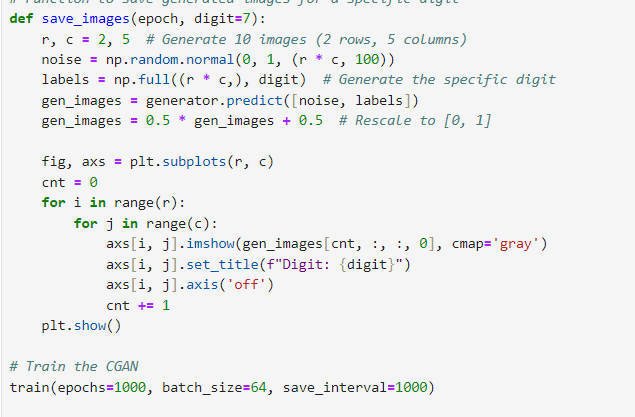 # Function to save generated images for a specific digit
def save_images(epoch, digit=7):
    r, c = 2, 5  # Generate 10 images (2 rows, 5 columns)
    noise = np.random.normal(0, 1, (r * c, 100))
    labels = np.full((r * c,), digit)  # Generate the specific digit
    gen_images = generator.predict([noise, labels])
    gen_images = 0.5 * gen_images + 0.5  # Rescale to [0, 1]

    fig, axs = plt.subplots(r, c)
    cnt = 0
    for i in range(r):
        for j in range(c):
            axs[i, j].imshow(gen_images[cnt, :, :, 0], cmap='gray')
            axs[i, j].set_title(f"Digit: {digit}")
            axs[i, j].axis('off')
            cnt += 1
    plt.show()

# Train the CGAN
train(epochs=1000, batch_size=64, save_interval=1000)